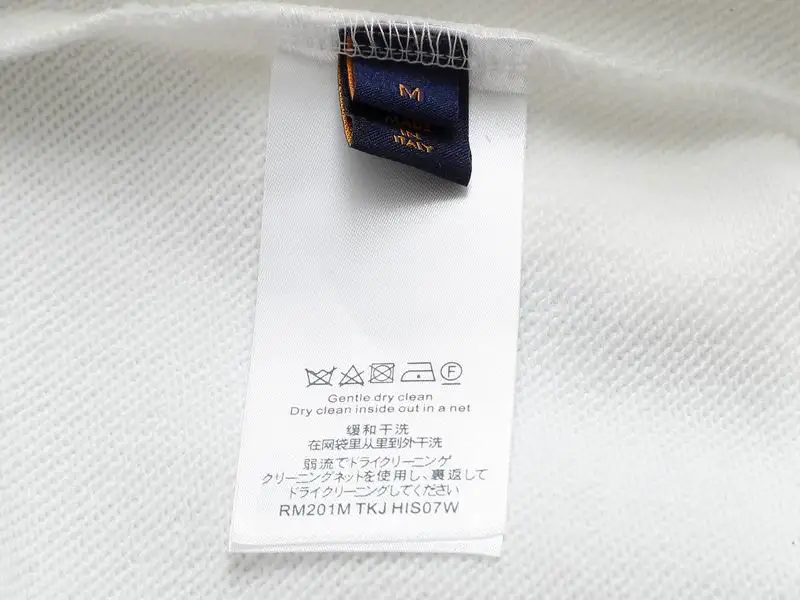 M
MADE
IN
ITALY
F
Gentle dry clean
Dry clean inside out in a net
缓和干洗
在网袋里从里到外干洗
弱流でドライクリーニング
クリーニングネットを使用し、裏返して
ドライクリーニングしてください
RM201M TKJ HIS07W